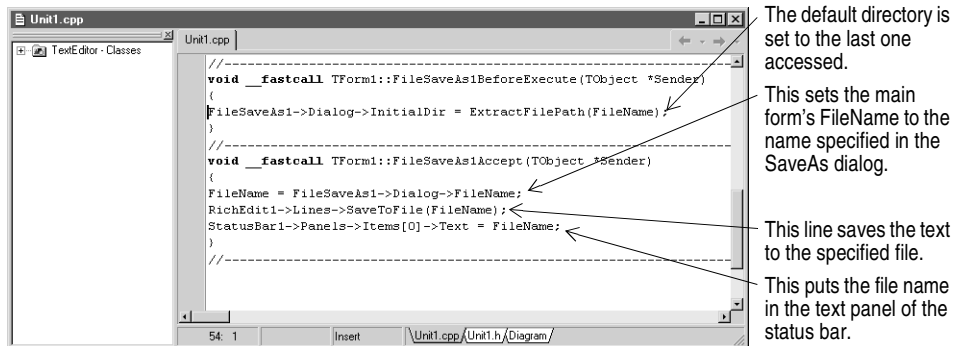 Unit1.cpp
TextEditor - Classes
Unit1.cpp
//------------------------------------------------------------------
void __fastcall TForm1::FileSaveAs1BeforeExecute(TObject *Sender)
{
FileSaveAs1->Dialog->InitialDir = ExtractFilePath(FileName);
}
//------------------------------------------------------------------
void __fastcall TForm1::FileSaveAs1Accept(TObject *Sender)
{
FileName = FileSaveAs1->Dialog->FileName;
RichEdit1->Lines->SaveToFile(FileName);
StatusBar1->Panels->Items[0]->Text = FileName;
}
//------------------------------------------------------------------
54: 1 Insert Unit1.cpp Unit1.h Diagram
The default directory is
set to the last one
accessed.
This sets the main
form’s FileName to the
name specified in the
SaveAs dialog.
This line saves the text
to the specified file.
This puts the file name
in the text panel of the
status bar.